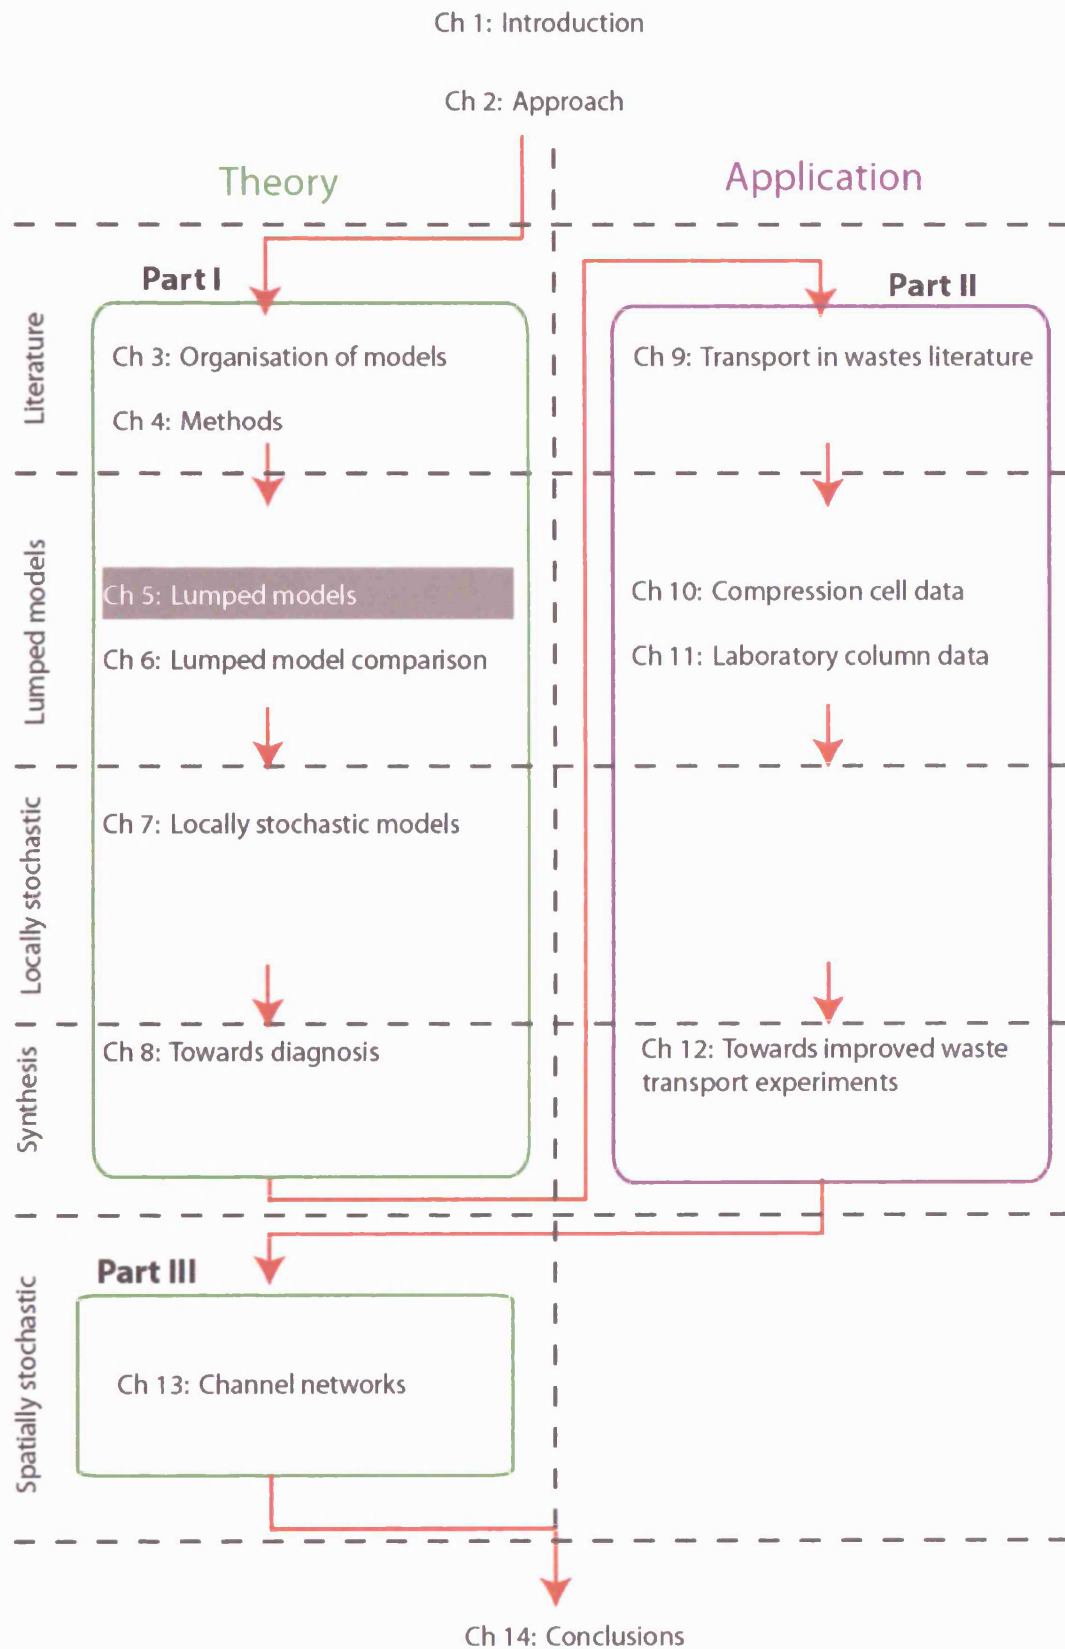 Ch 1: Introduction
Ch 2: Approach
Theory
Application
Part I
Part II
Literature
Ch 3: Organisation of models
Ch 4: Methods
Ch 9: Transport in wastes literature
Lumped models
Ch 5: Lumped models
Ch 6: Lumped model comparison
Ch 10: Compression cell data
Ch 11: Laboratory column data
Locally stochastic
Ch 7: Locally stochastic models
Synthesis
Ch 8: Towards diagnosis
Ch 12: Towards improved waste
transport experiments
Part III
Spatially stochastic
Ch 13: Channel networks
Ch 14: Conclusions